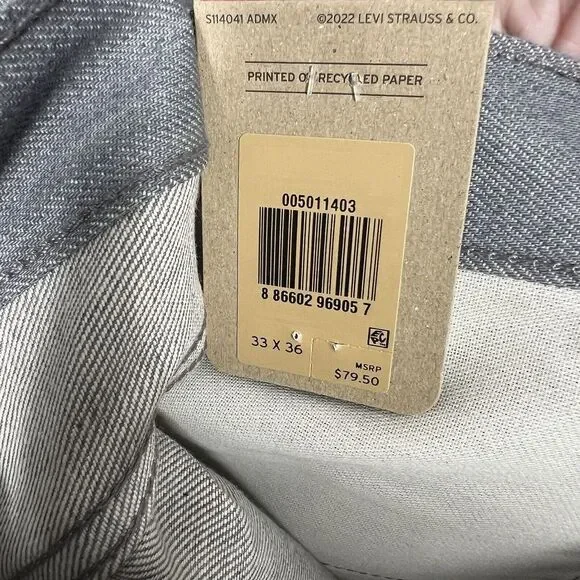 S114041 ADMX ©2022 LEVI STRAUSS & CO.
PRINTED ON RECYCLED PAPER
005011403
8 86602 96905 7
33 X 36
MSRP
$79.50